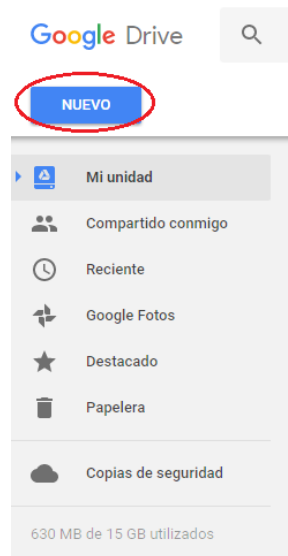 Google Drive
NUEVO
Mi unidad
Compartido conmigo
Reciente
Google Fotos
Destacado
Papelera
Copias de seguridad
630 MB de 15 GB utilizados